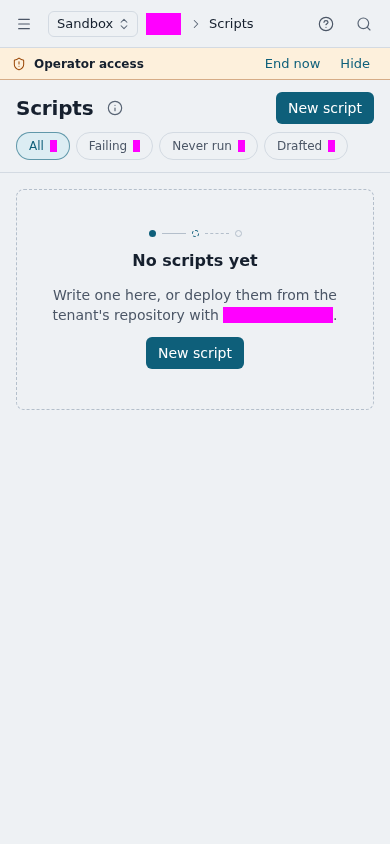 Sandbox
Scripts
Operator access End now Hide
Scripts New script
All Failing Never run Drafted
No scripts yet
Write one here, or deploy them from the
tenant's repository with .
New script